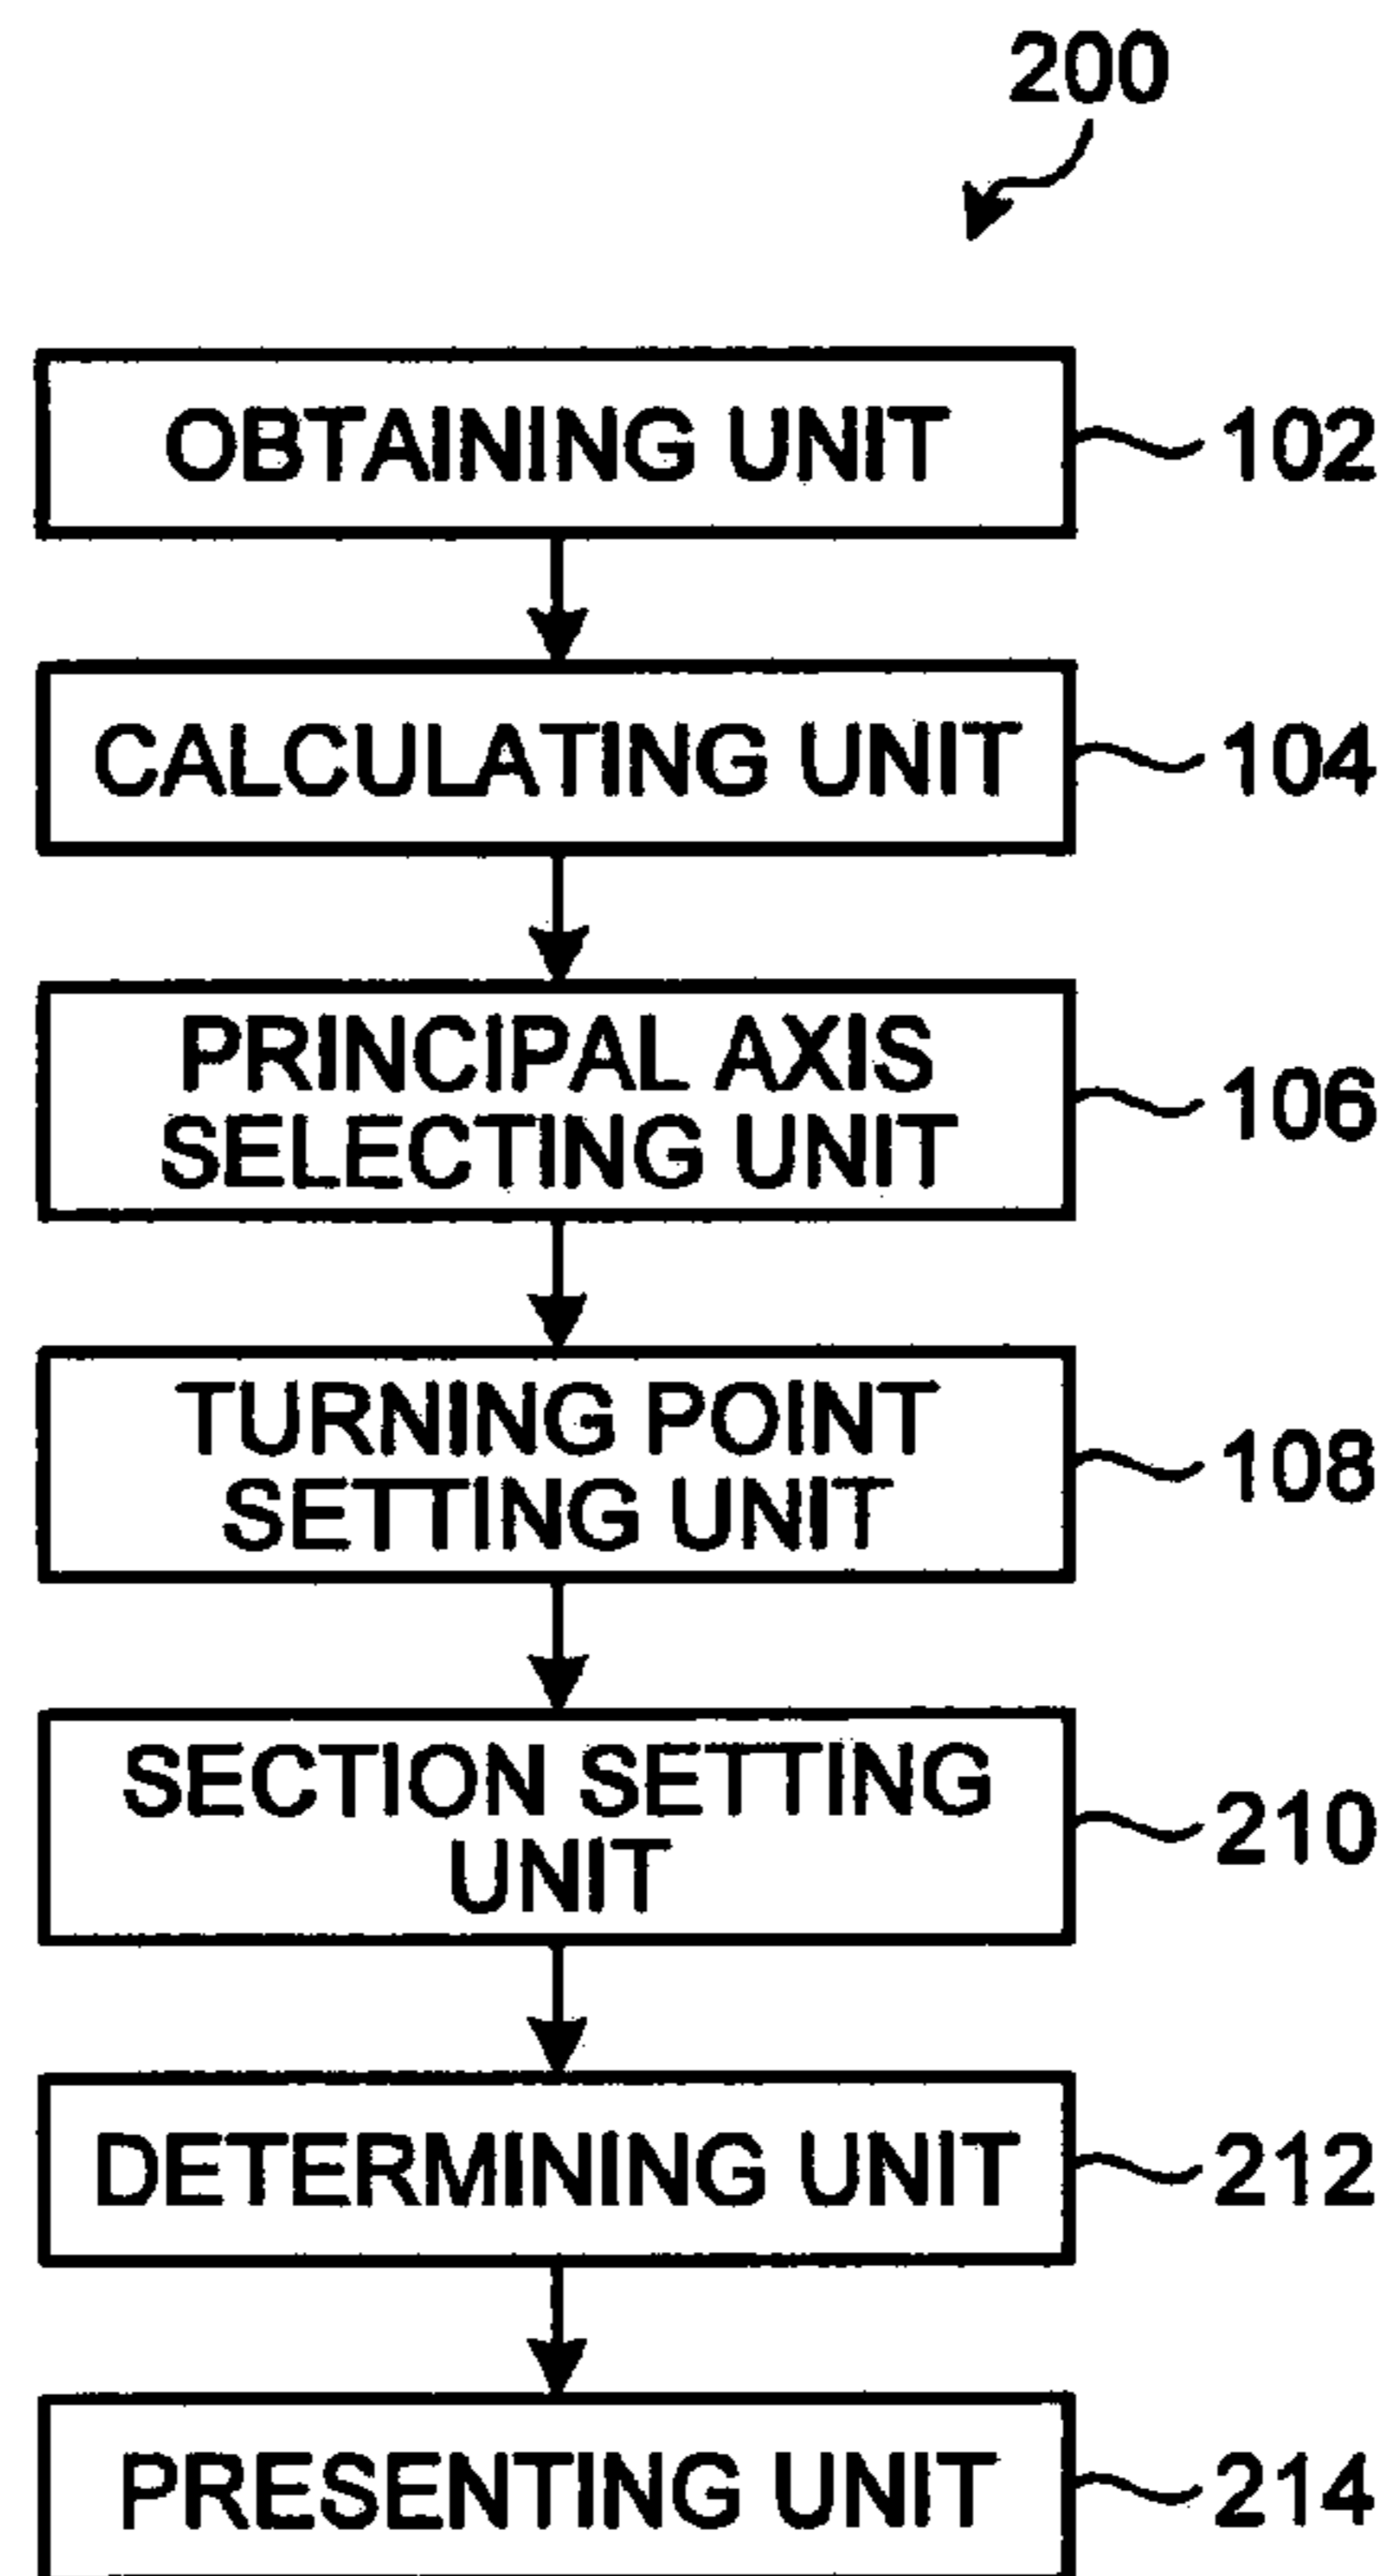 200
OBTAINING UNIT
102
CALCULATING UNIT
104
PRINCIPAL AXIS
SELECTING UNIT
106
TURNING POINT
SETTING UNIT
108
SECTION SETTING
UNIT
210
DETERMINING UNIT
212
PRESENTING UNIT
214